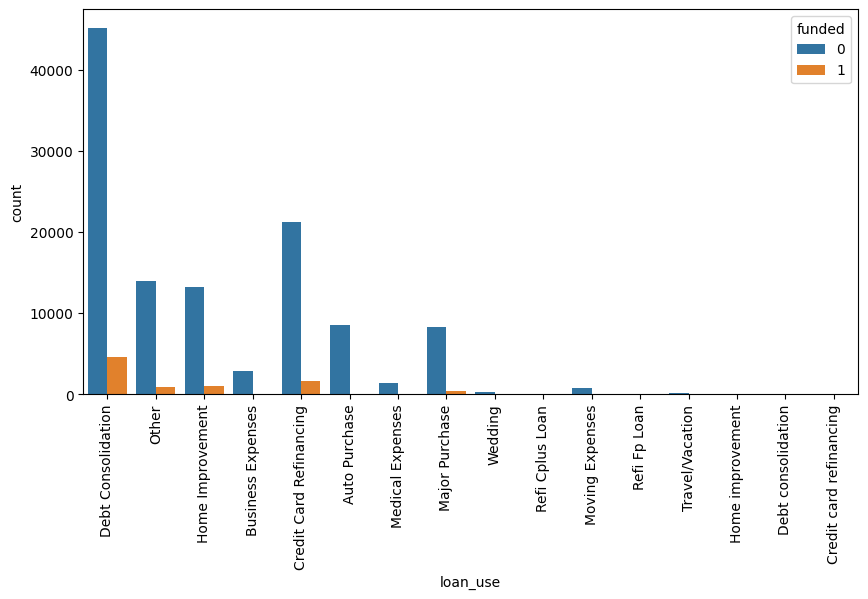 funded
0
1
count
40000
30000
20000
10000
0
Debt Consolidation
Other
Home Improvement
Business Expenses
Credit Card Refinancing
Auto Purchase
Medical Expenses
Major Purchase
Wedding
Refi Cplus Loan
Moving Expenses
Refi Fp Loan
Travel/Vacation
Home improvement
Debt consolidation
Credit card refinancing
loan_use